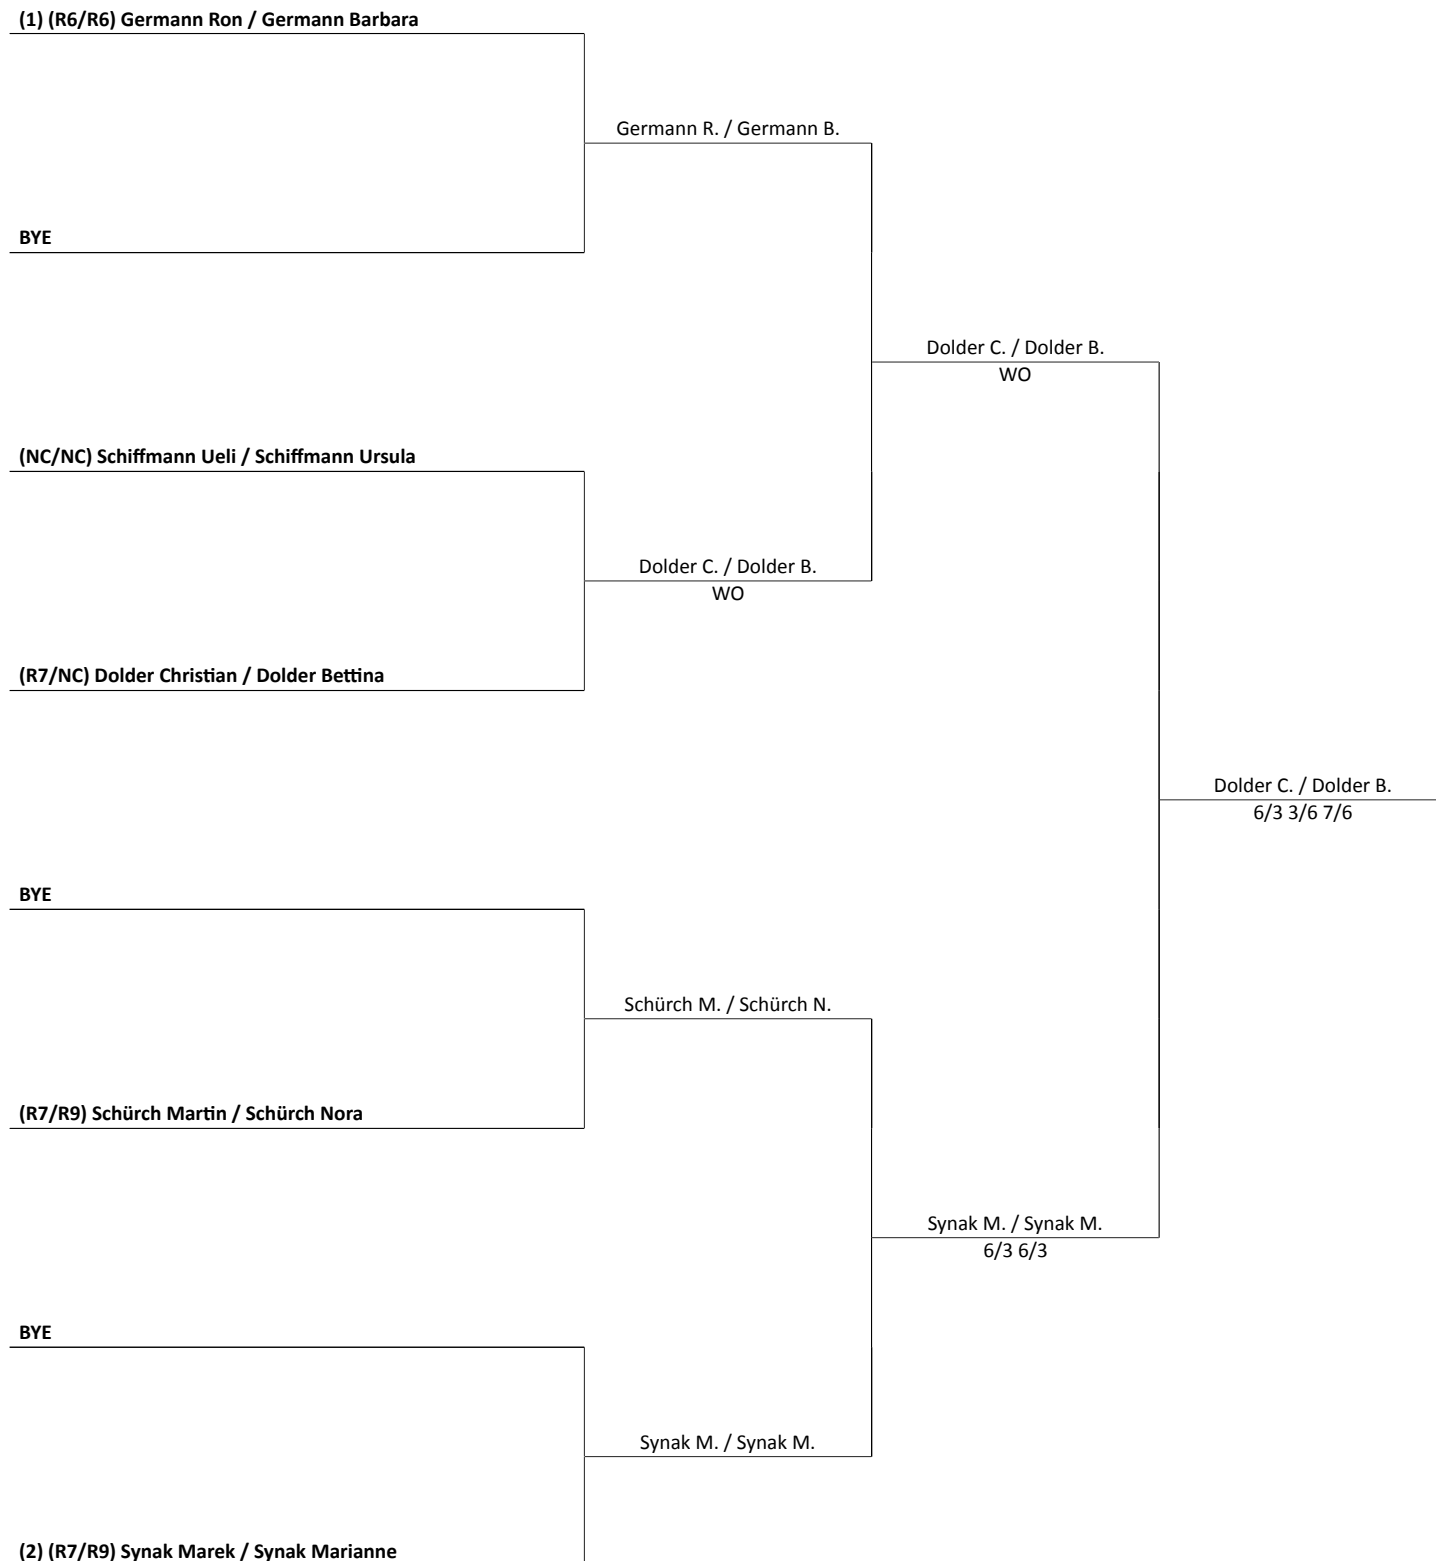 (1) (R6/R6) Germann Ron / Germann Barbara
Germann R. / Germann B.
BYE
Dolder C. / Dolder B.
WO
(NC/NC) Schiffmann Ueli / Schiffmann Ursula
Dolder C. / Dolder B.
WO
(R7/NC) Dolder Christian / Dolder Bettina
Dolder C. / Dolder B.
6/3 3/6 7/6
BYE
Schürch M. / Schürch N.
(R7/R9) Schürch Martin / Schürch Nora
Synak M. / Synak M.
6/3 6/3
BYE
Synak M. / Synak M.
(2) (R7/R9) Synak Marek / Synak Marianne